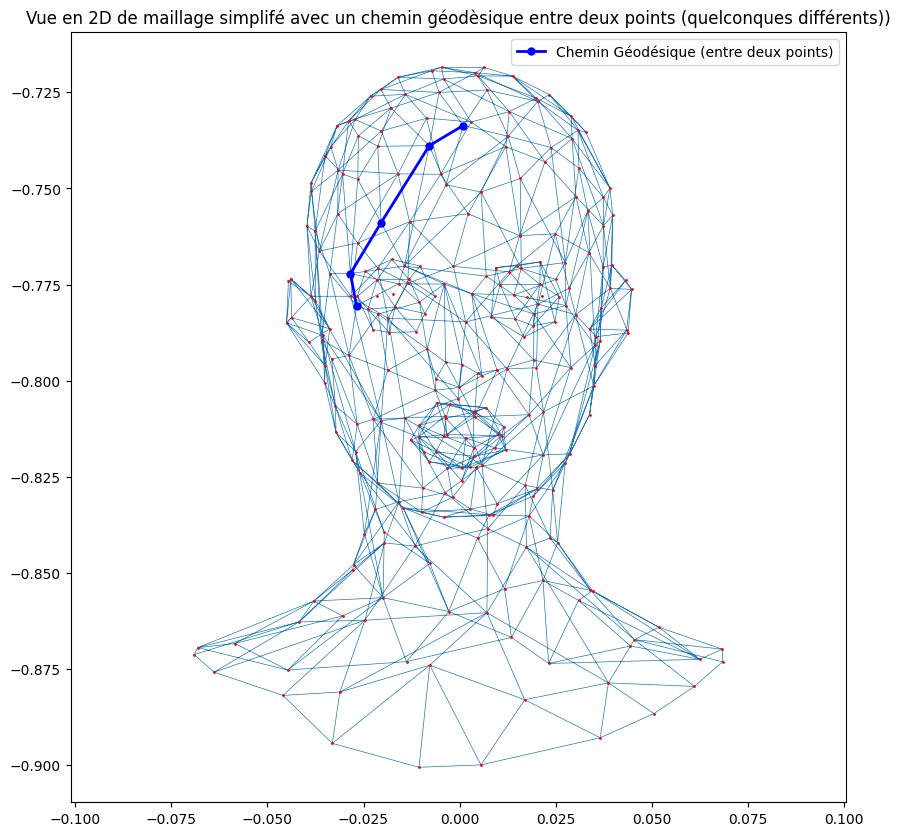 Vue en 2D de maillage simplifé avec un chemin géodèsique entre deux points (quelconques différents))
Chemin Géodésique (entre deux points)
−0.725
−0.750
−0.775
−0.800
−0.825
−0.850
−0.875
−0.900
−0.100 −0.075 −0.050 −0.025 0.000 0.025 0.050 0.075 0.100